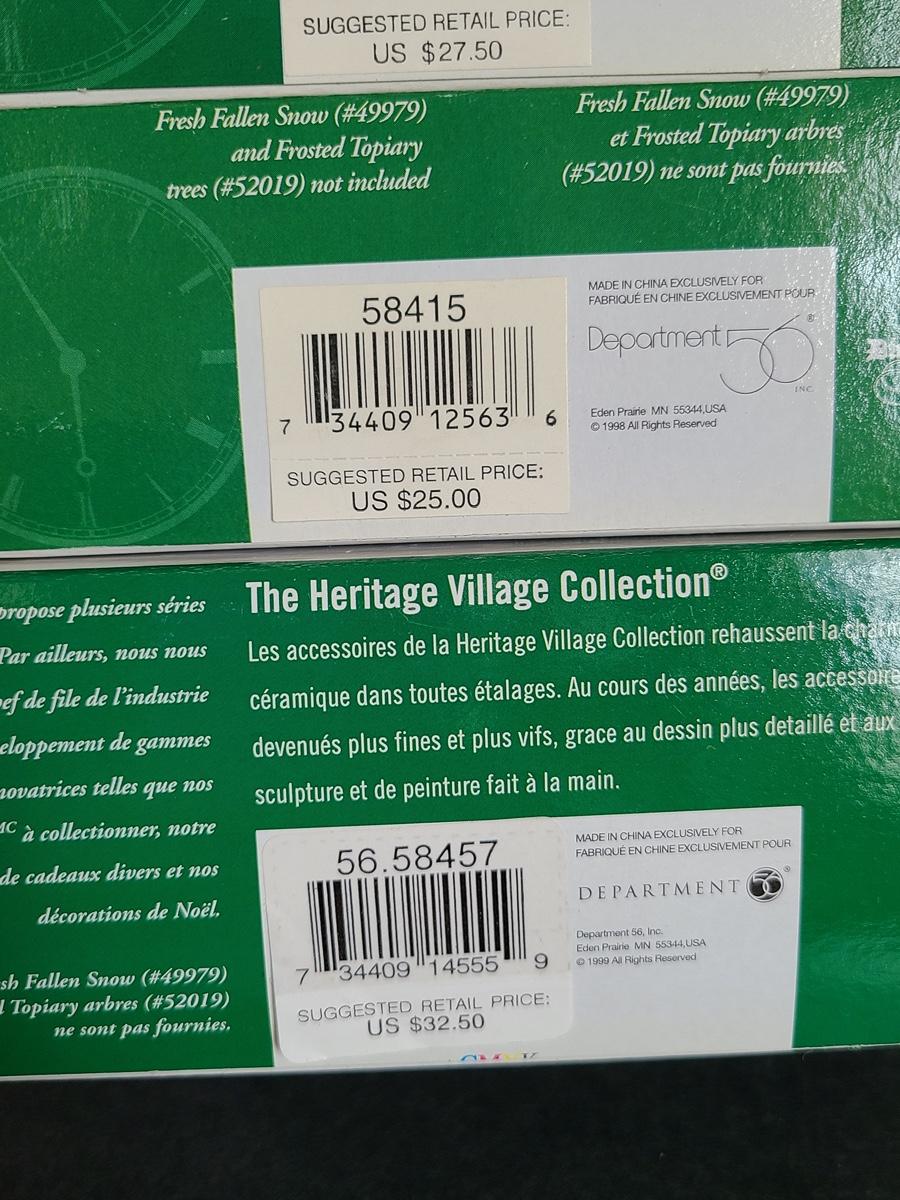 SUGGESTED RETAIL PRICE:
US $27.50
Fresh Fallen Snow (#49979)
and Frosted Topiary
trees (#52019) not included
Fresh Fallen Snow (#49979)
et Frosted Topiary arbres
(#52019) ne sont pas fournies.
58415
7 34409 12563 6
SUGGESTED RETAIL PRICE:
US $25.00
MADE IN CHINA EXCLUSIVELY FOR
FABRIQUÉ EN CHINE EXCLUSIVEMENT POUR
Department 56®
INC.
Eden Prairie MN 55344,USA
© 1998 All Rights Reserved
propose plusieurs séries
Par ailleurs, nous nous
ef de file de l'industrie
eloppement de gammes
novatrices telles que nos
MC à collectionner, notre
de cadeaux divers et nos
décorations de Noël.
sh Fallen Snow (#49979)
l Topiary arbres (#52019)
ne sont pas fournies.
The Heritage Village Collection®
Les accessoires de la Heritage Village Collection rehaussent la charm
céramique dans toutes étalages. Au cours des années, les accessoire
devenués plus fines et plus vifs, grace au dessin plus detaillé et aux
sculpture et de peinture fait à la main.
56.58457
7 34409 14555 9
SUGGESTED RETAIL PRICE:
US $32.50
MADE IN CHINA EXCLUSIVELY FOR
FABRIQUÉ EN CHINE EXCLUSIVEMENT POUR
DEPARTMENT 56®
Department 56, Inc.
Eden Prairie MN 55344,USA
© 1999 All Rights Reserved